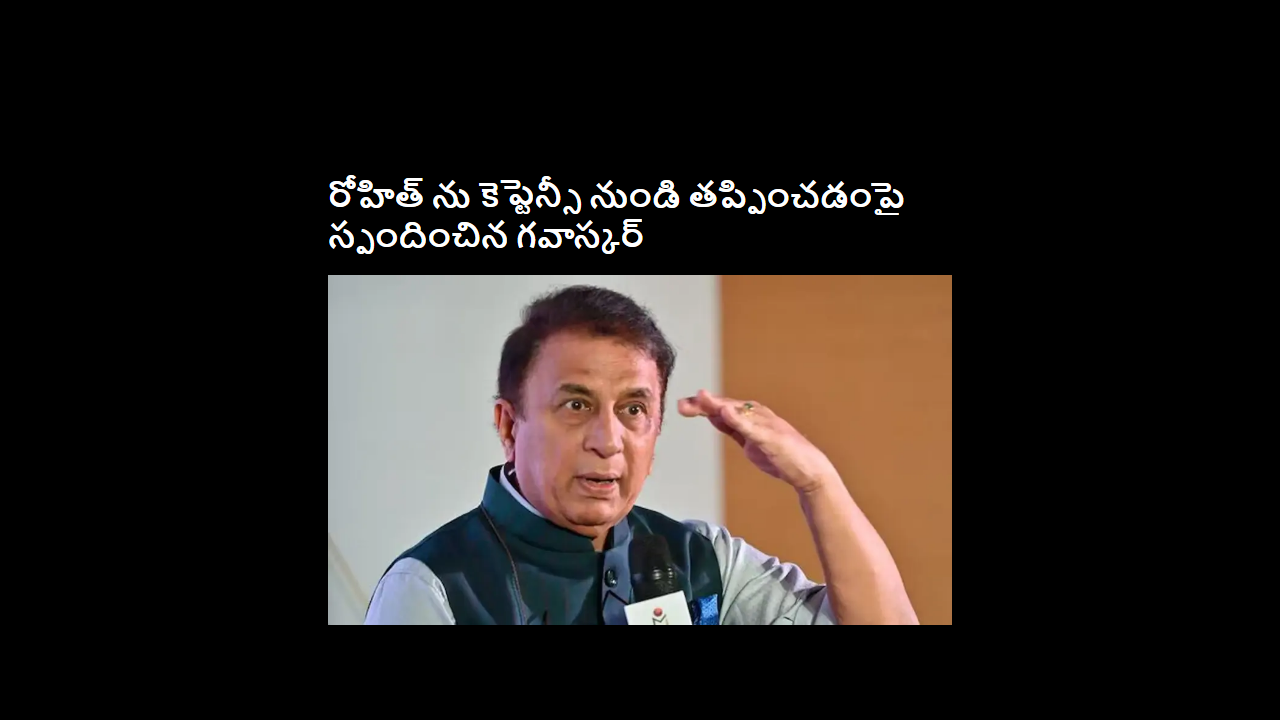 రోహిత్ ను కెప్టెన్సీ నుండి తప్పించడంపై
స్పందించిన గవాస్కర్